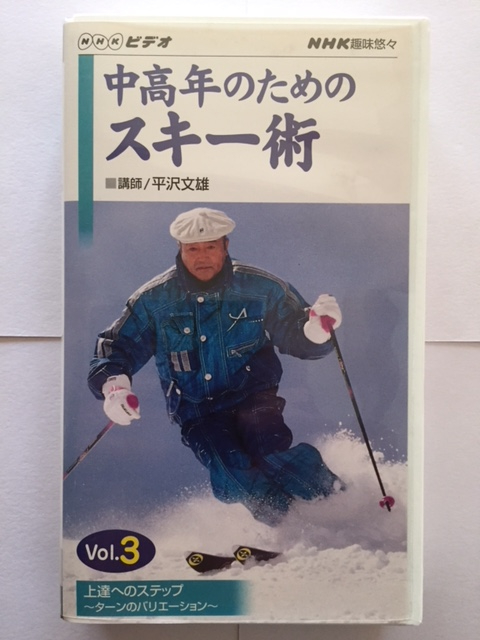 NHKビデオ
NHK趣味悠々
中高年のための
スキー術
■講師/平沢文雄
Vol.3
上達へのステップ
〜ターンのバリエーション〜